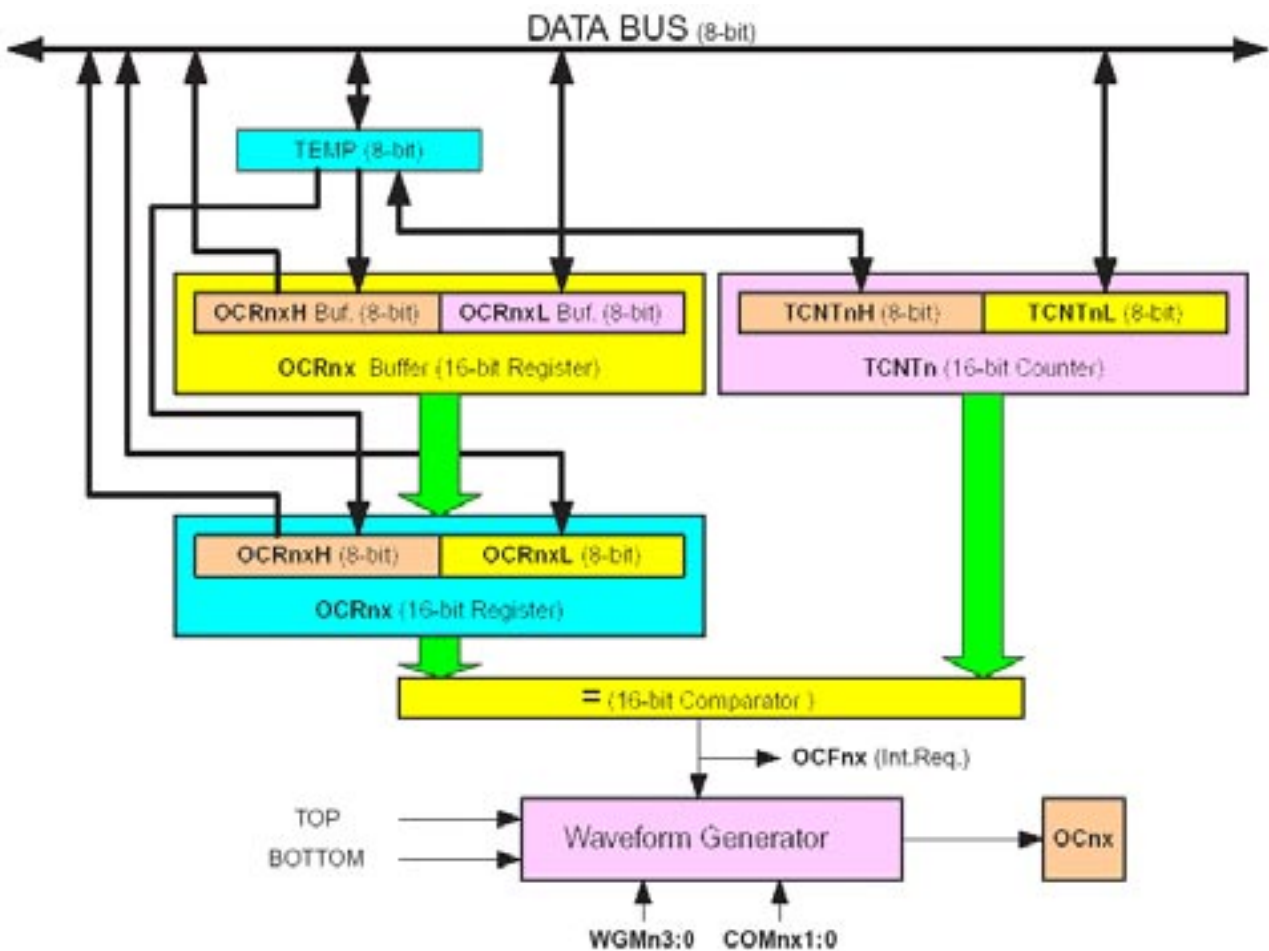 DATA BUS (8-bit)
TEMP (8-bit)
OCRnxH Buf. (8-bit) OCRnxL Buf. (8-bit)
TCNTnH (8-bit) TCNTnL (8-bit)
OCRnx Buffer (16-bit Register)
TCNTn (16-bit Counter)
OCRnxH (8-bit) OCRnxL (8-bit)
OCRnx (16-bit Register)
= (16-bit Comparator )
OCFnx (Int.Req.)
TOP
BOTTOM
Waveform Generator
OCnx
WGMn3:0 COMnx1:0